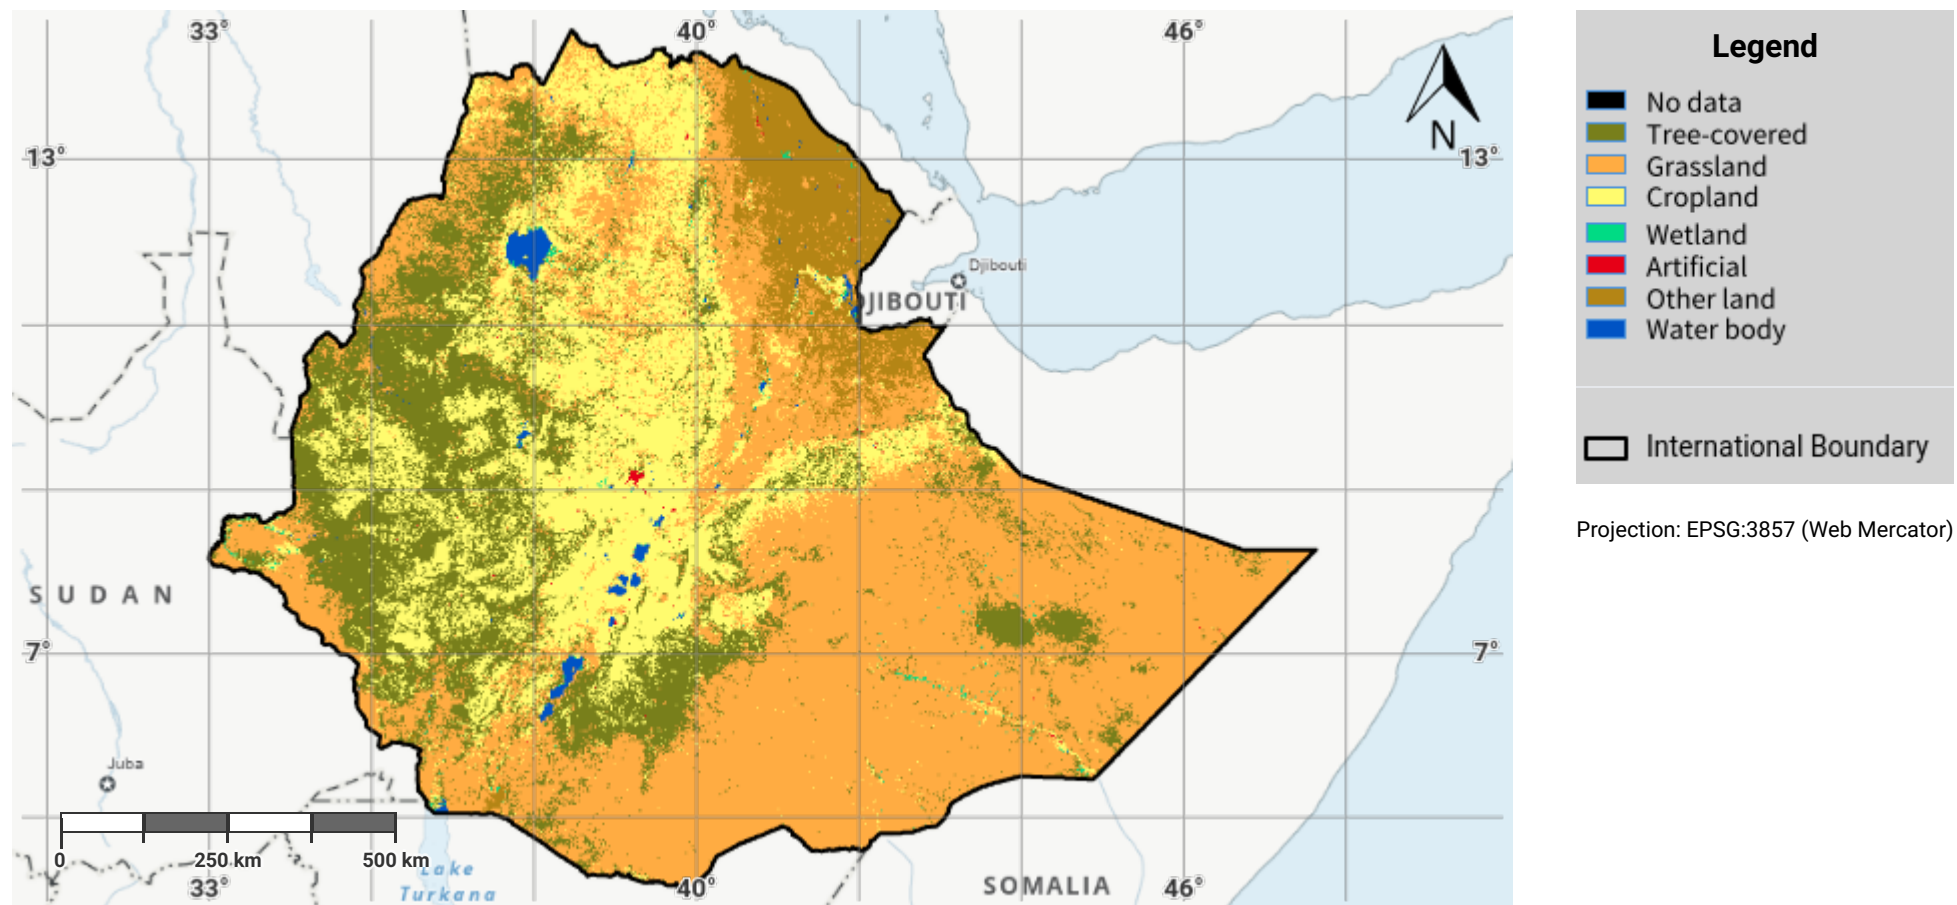 33°
40°
46°
N
13°
13°
Djibouti
DJIBOUTI
SUDAN
7°
7°
Juba
0
250 km
500 km
Lake
Turkana
33°
40°
46°
SOMALIA
Legend
No data
Tree-covered
Grassland
Cropland
Wetland
Artificial
Other land
Water body
International Boundary
Projection: EPSG:3857 (Web Mercator)